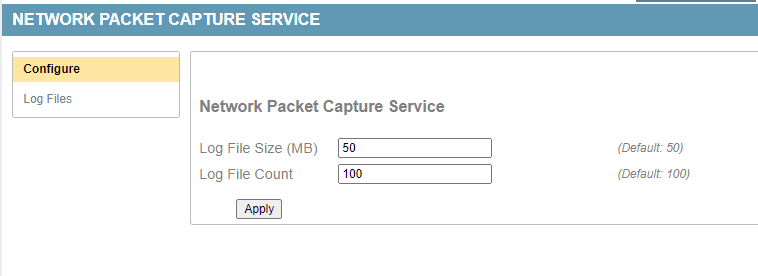 NETWORK PACKET CAPTURE SERVICE
Configure
Log Files
Network Packet Capture Service
Log File Size (MB) 50 (Default: 50)
Log File Count 100 (Default: 100)
Apply